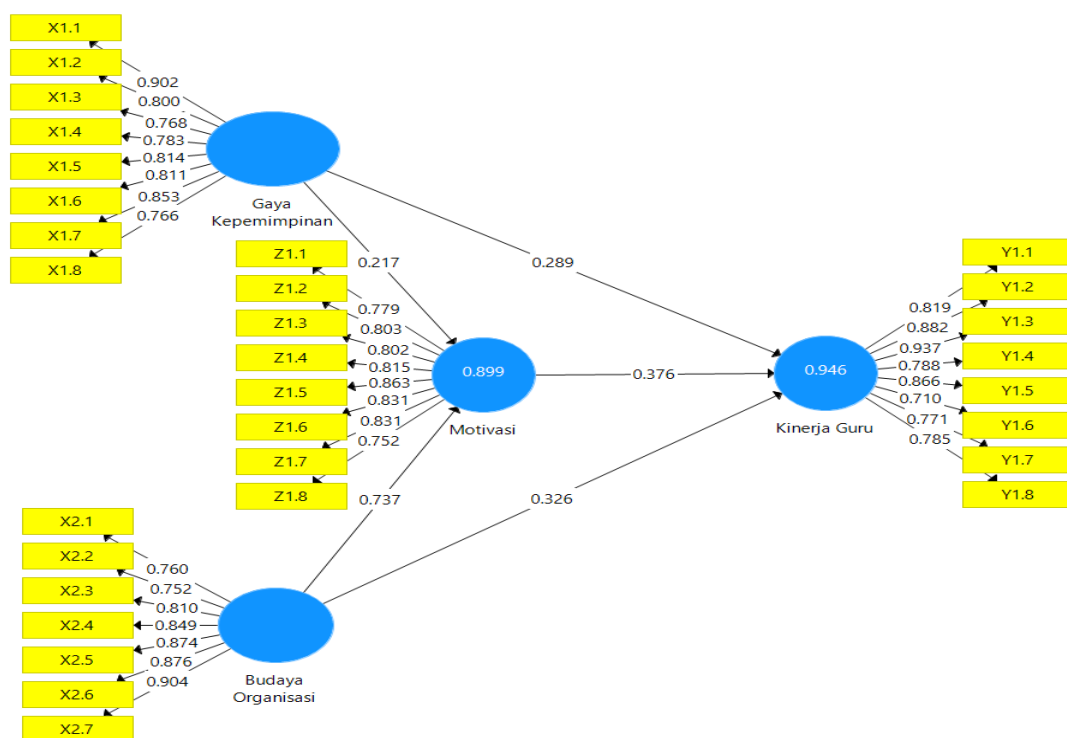 X1.1
X1.2
X1.3
X1.4
X1.5
X1.6
X1.7
X1.8
0.902
0.800
0.768
0.783
0.814
0.811
0.853
0.766
Gaya
Kepemimpinan
0.217
0.289
Z1.1
Z1.2
Z1.3
Z1.4
Z1.5
Z1.6
Z1.7
Z1.8
0.779
0.803
0.802
0.815
0.863
0.831
0.831
0.752
0.899
Motivasi
0.376
0.946
Kinerja Guru
0.819
0.882
0.937
0.788
0.866
0.710
0.771
0.785
Y1.1
Y1.2
Y1.3
Y1.4
Y1.5
Y1.6
Y1.7
Y1.8
0.737
0.326
X2.1
X2.2
X2.3
X2.4
X2.5
X2.6
X2.7
0.760
0.752
0.810
0.849
0.874
0.876
0.904
Budaya
Organisasi